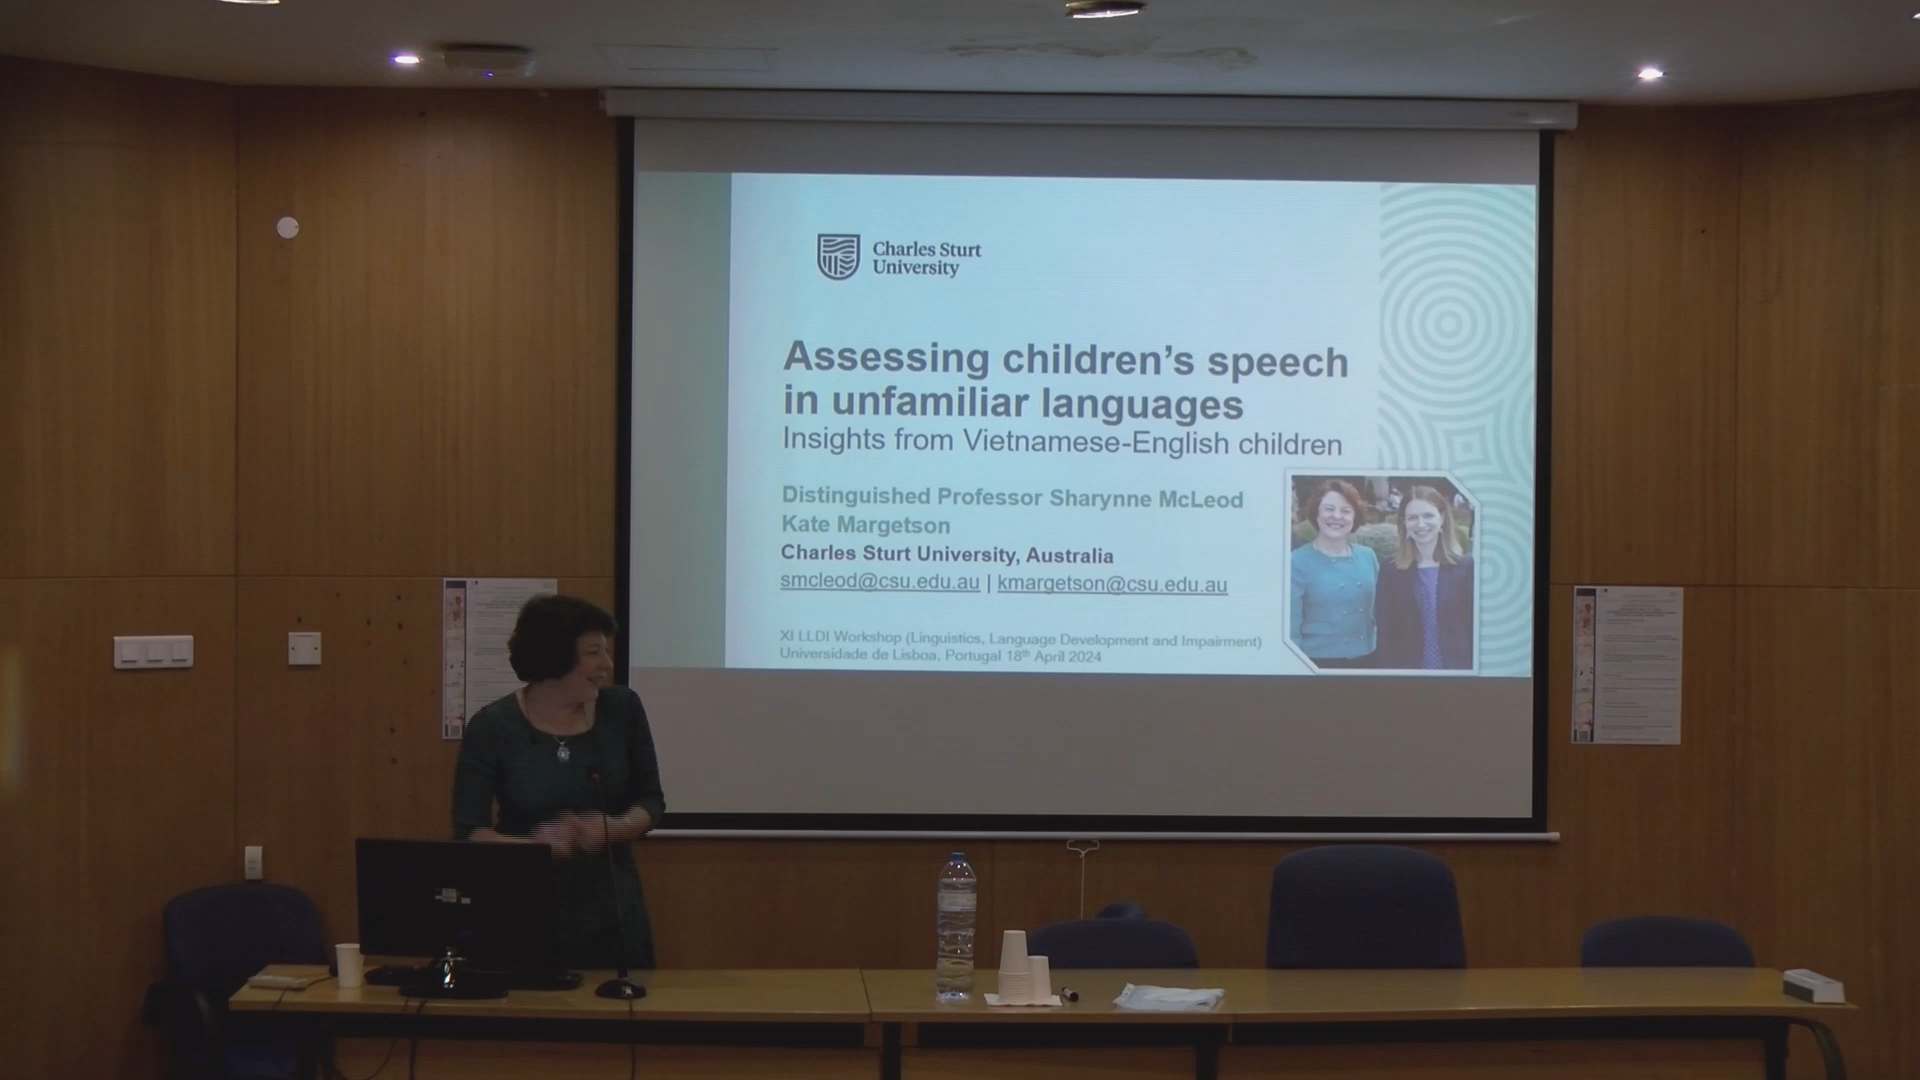 Charles Sturt
University
Assessing children's speech
in unfamiliar languages
Insights from Vietnamese-English children
Distinguished Professor Sharynne McLeod
Kate Margetson
Charles Sturt University, Australia
smcleod@csu.edu.au | kmargetson@csu.edu.au
XI LLDI Workshop (Linguistics, Language Development and Impairment)
Universidade de Lisboa, Portugal 18th April 2024